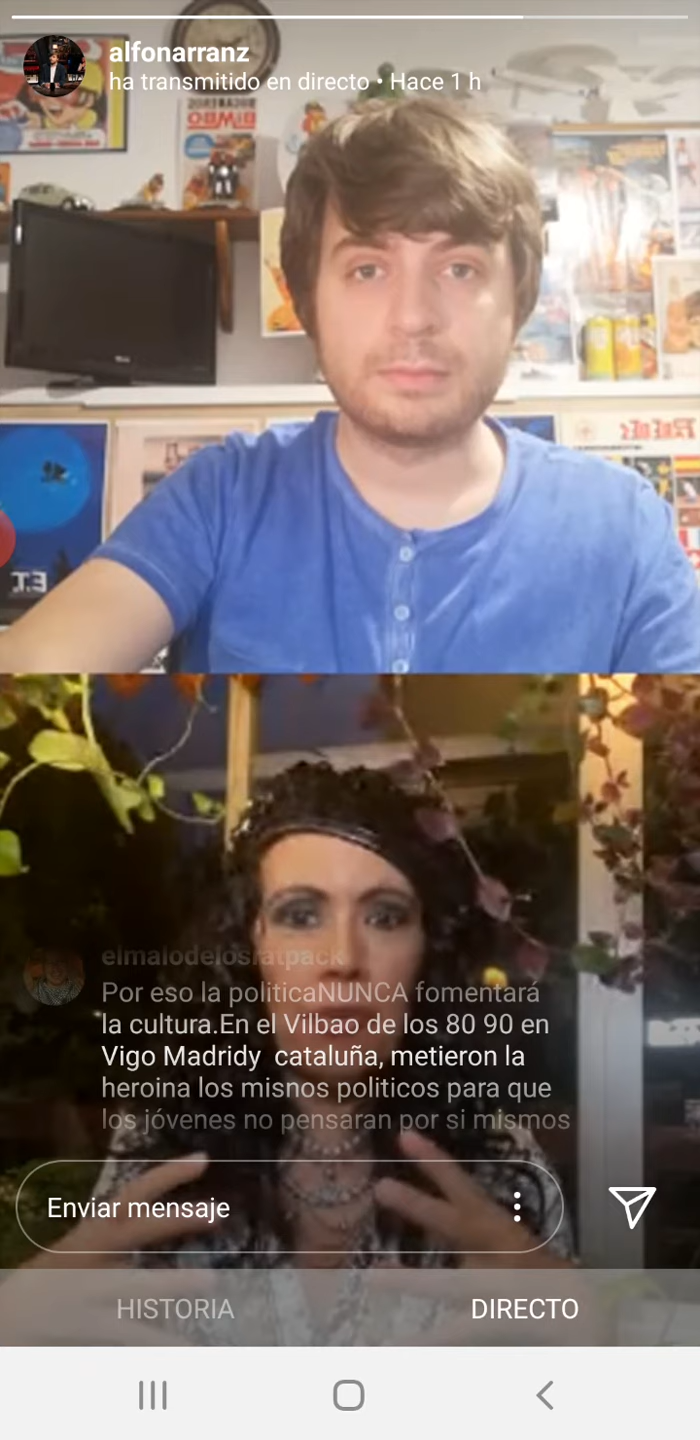 alfonarranz
ha transmitido en directo • Hace 1 h
BIMBO
E.T.
elmalodelosratpack
Por eso la politicaNUNCA fomentará
la cultura.En el Vilbao de los 80 90 en
Vigo Madridy  cataluña, metieron la
heroina los misnos politicos para que
los jóvenes no pensaran por si mismos
Enviar mensaje
HISTORIA
DIRECTO